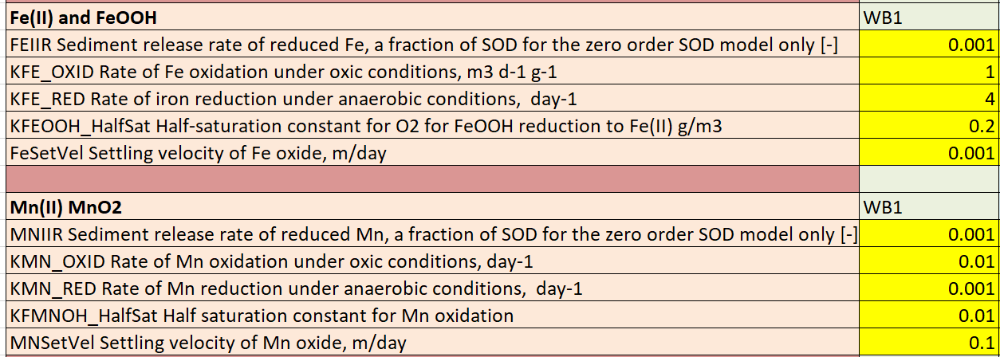 Fe(II) and FeOOH WB1
FEIIR Sediment release rate of reduced Fe, a fraction of SOD for the zero order SOD model only [-] 0.001
KFE_OXID Rate of Fe oxidation under oxic conditions, m3 d-1 g-1 1
KFE_RED Rate of iron reduction under anaerobic conditions,  day-1 4
KFEOOH_HalfSat Half-saturation constant for O2 for FeOOH reduction to Fe(II) g/m3 0.2
FeSetVel Settling velocity of Fe oxide, m/day 0.001
Mn(II) MnO2 WB1
MNIIR Sediment release rate of reduced Mn, a fraction of SOD for the zero order SOD model only [-] 0.001
KMN_OXID Rate of Mn oxidation under oxic conditions, day-1 0.01
KMN_RED Rate of Mn reduction under anaerobic conditions,  day-1 0.001
KFMNOH_HalfSat Half saturation constant for Mn oxidation 0.01
MNSetVel Settling velocity of Mn oxide, m/day 0.1